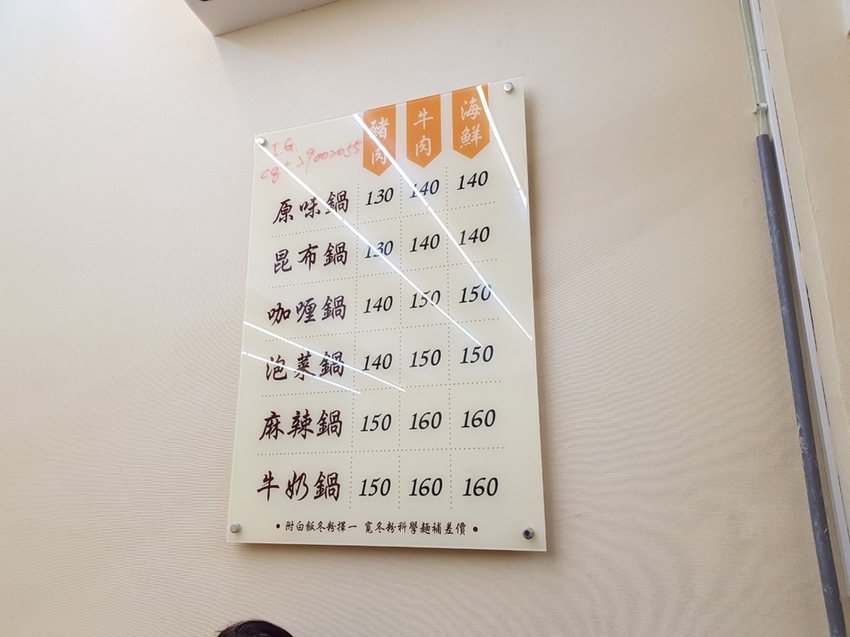 豬肉 牛肉 海鮮
I.G.
原味鍋 130 140 140
昆布鍋 130 140 140
咖喱鍋 140 150 150
泡菜鍋 140 150 150
麻辣鍋 150 160 160
牛奶鍋 150 160 160
•附白飯冬粉擇一 寬冬粉科學麵補差價•